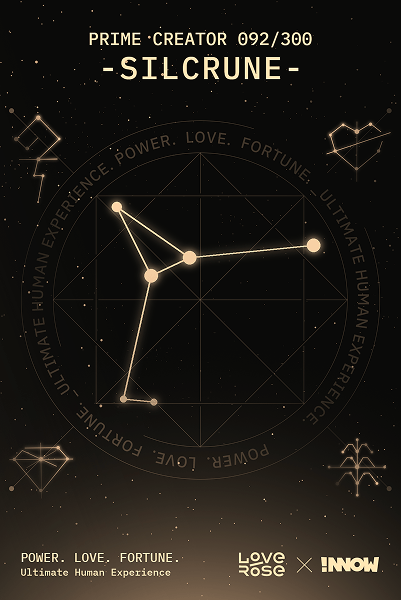 PRIME CREATOR 092/300
-SILCRUNE-
POWER. LOVE. FORTUNE. _ULTIMATE HUMAN EXPERIENCE.
POWER. LOVE. FORTUNE _ULTIMATE HUMAN EXPERIENCE.
POWER. LOVE. FORTUNE.
Ultimate Human Experience
LOVE
ROSE
INNOW